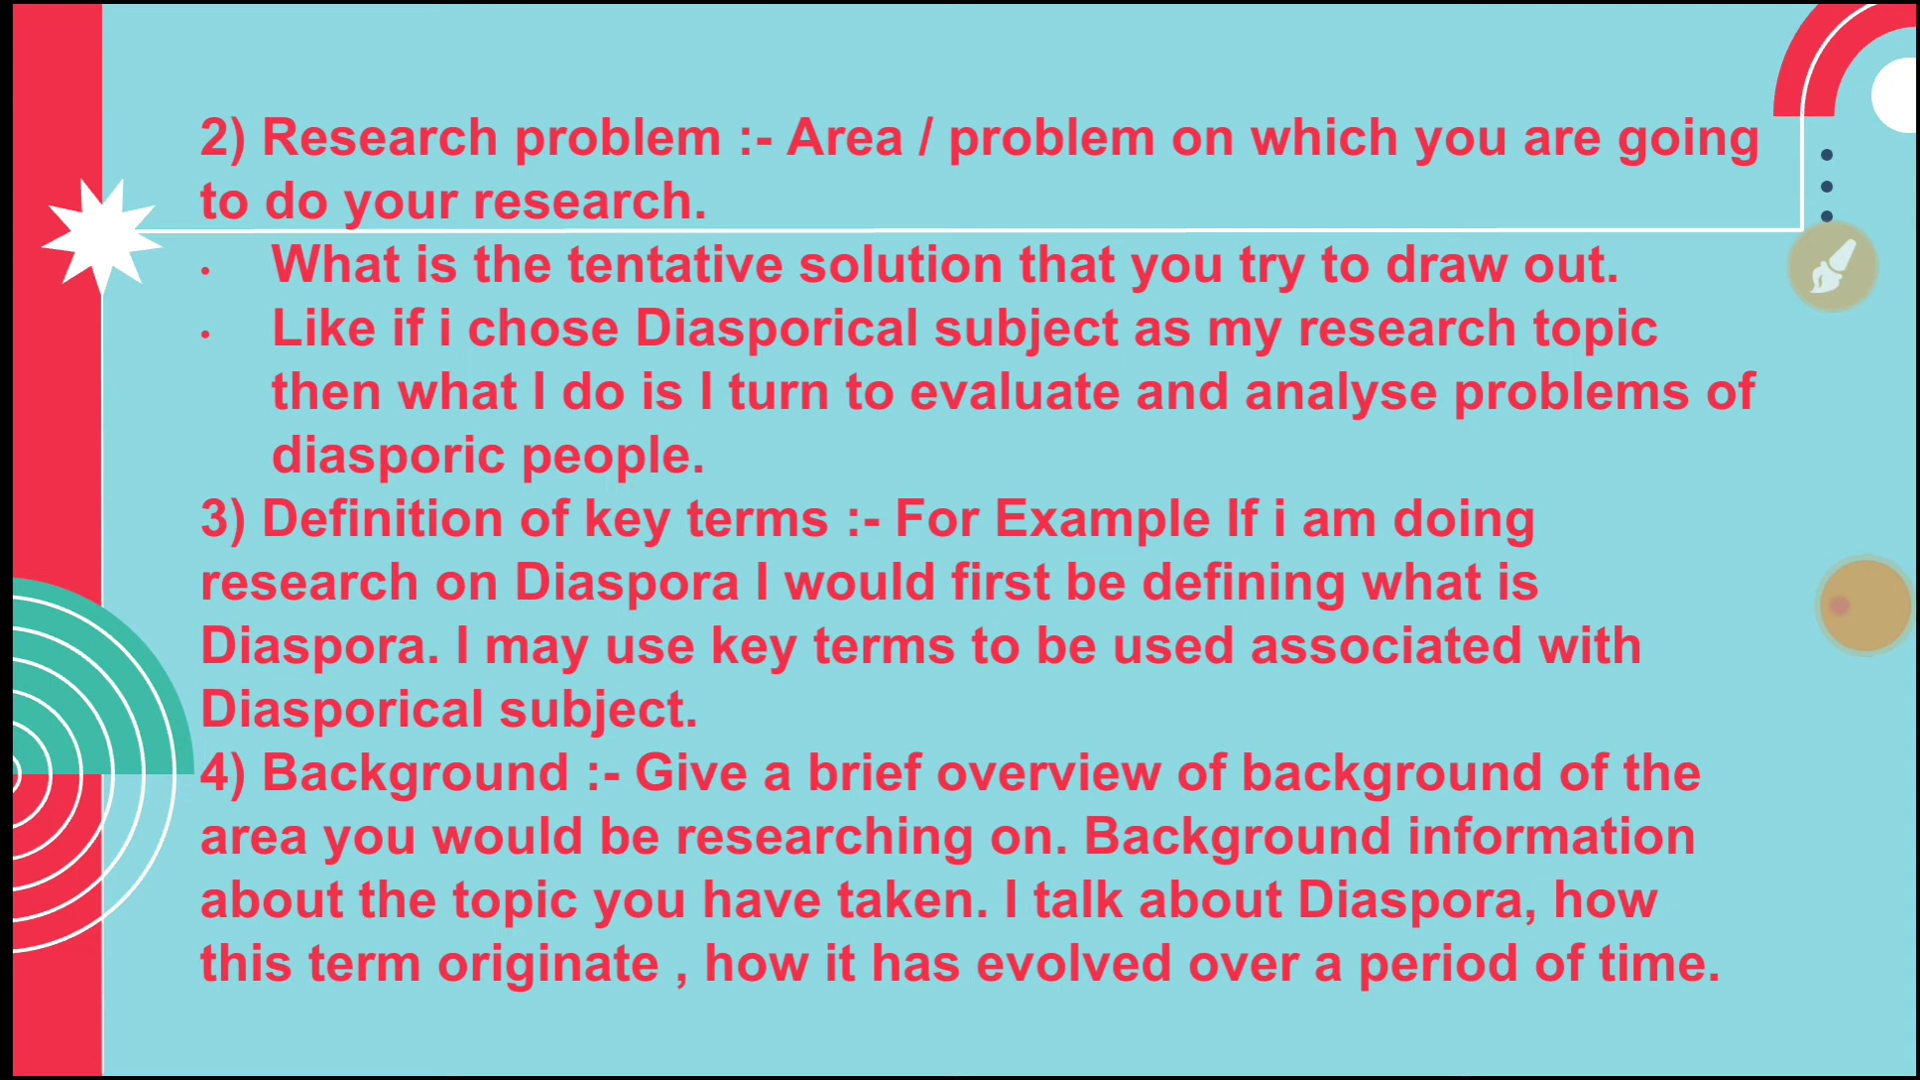 2) Research problem :- Area / problem on which you are going
to do your research.
• What is the tentative solution that you try to draw out.
• Like if i chose Diasporical subject as my research topic
then what I do is I turn to evaluate and analyse problems of
diasporic people.
3) Definition of key terms :- For Example If i am doing
research on Diaspora I would first be defining what is
Diaspora. I may use key terms to be used associated with
Diasporical subject.
4) Background :- Give a brief overview of background of the
area you would be researching on. Background information
about the topic you have taken. I talk about Diaspora, how
this term originate , how it has evolved over a period of time.